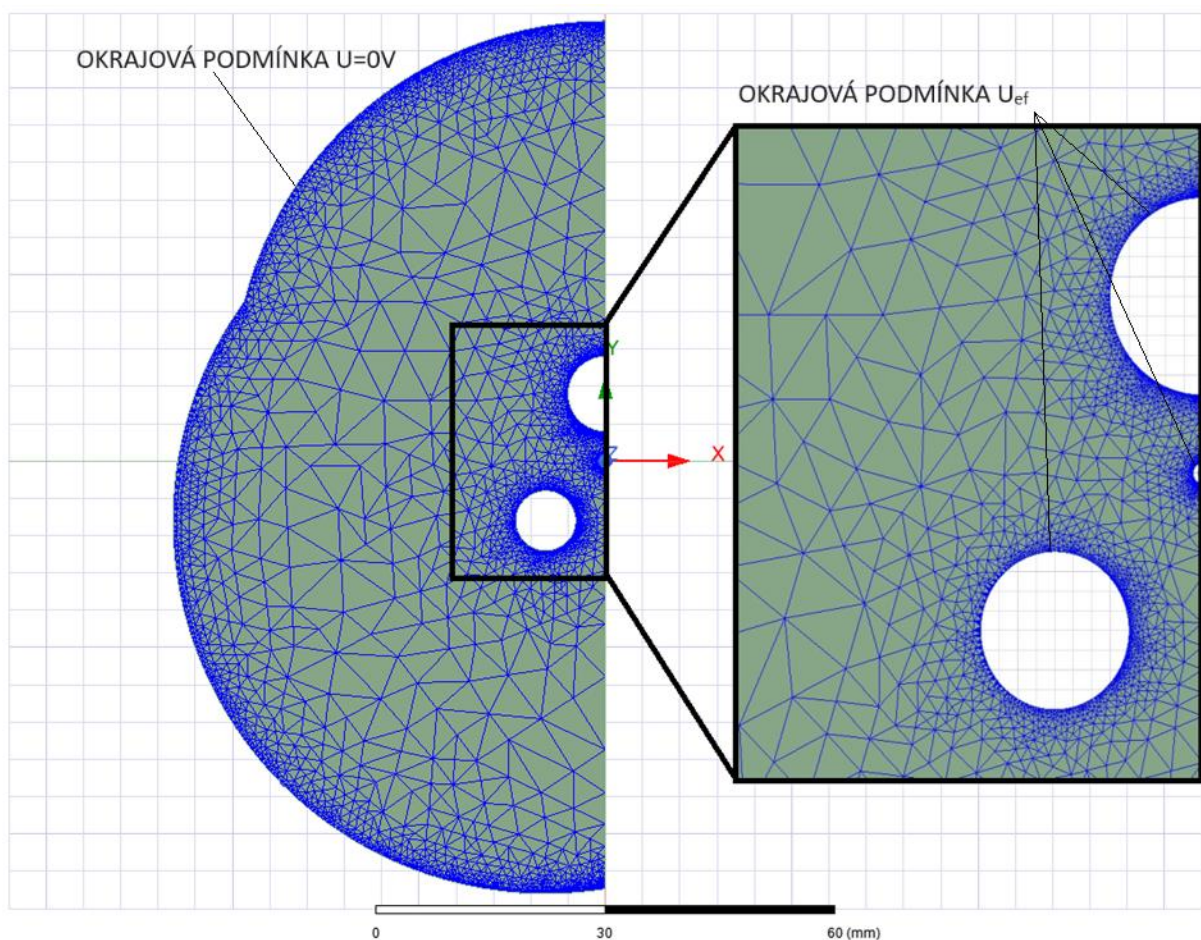 OKRAJOVÁ PODMÍNKA U=0V
OKRAJOVÁ PODMÍNKA Uef
Y
Z
X
0
30
60 (mm)